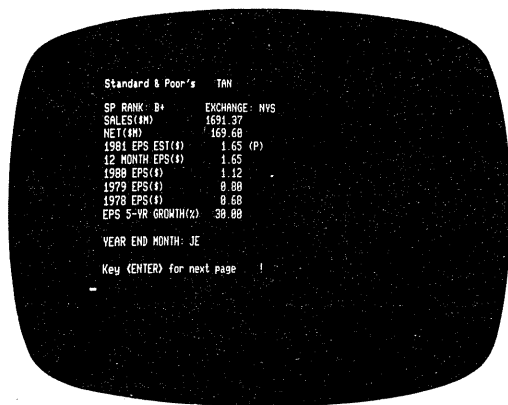 Standard & Poor's TAN
SP RANK: B+ EXCHANGE: NYS
SALES($M) 1691.37
NET($M) 169.60
1981 EPS EST($) 1.65 (P)
12 MONTH EPS($) 1.65
1980 EPS($) 1.12
1979 EPS($) 0.80
1978 EPS($) 0.68
EPS 5-YR GROWTH(%) 30.00
YEAR END MONTH: JE
Key <ENTER> for next page !